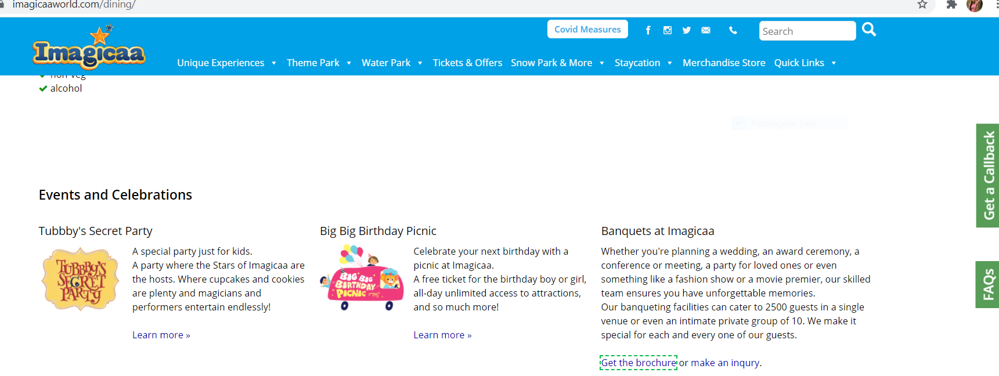 imagicaaworld.com/dining/
Covid Measures
Search
Imagicaa
Unique Experiences
Theme Park
Water Park
Tickets & Offers
Snow Park & More
Staycation
Merchandise Store
Quick Links
non-veg
alcohol
Rectangular Snip
Get a Callback
FAQs
Events and Celebrations
Tubbby's Secret Party
TUBBBY'S
SECRET
PARTY
A special party just for kids.
A party where the Stars of Imagicaa are
the hosts. Where cupcakes and cookies
are plenty and magicians and
performers entertain endlessly!
Learn more »
Big Big Birthday Picnic
BIG BIG
BIRTHDAY
PICNIC
Celebrate your next birthday with a
picnic at Imagicaa.
A free ticket for the birthday boy or girl,
all-day unlimited access to attractions,
and so much more!
Learn more »
Banquets at Imagicaa
Whether you're planning a wedding, an award ceremony, a
conference or meeting, a party for loved ones or even
something like a fashion show or a movie premier, our skilled
team ensures you have unforgettable memories.
Our banqueting facilities can cater to 2500 guests in a single
venue or even an intimate private group of 10. We make it
special for each and every one of our guests.
Get the brochure or make an inqury.